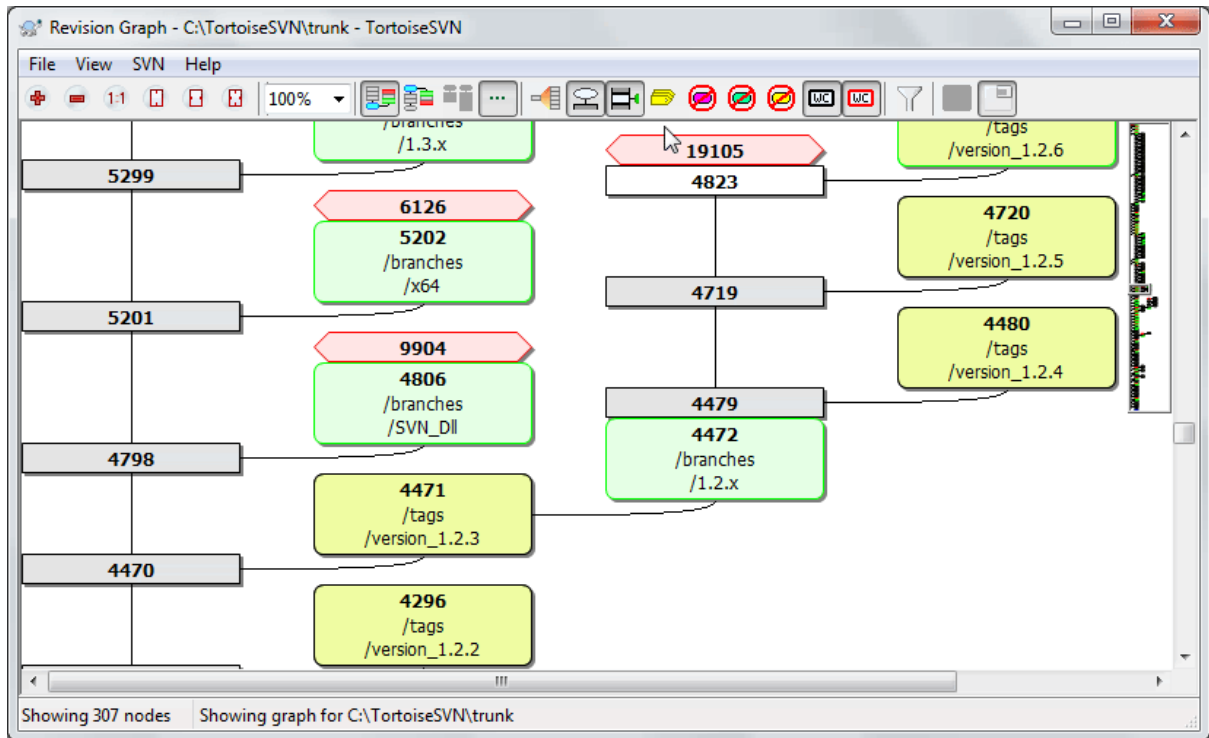 Revision Graph - C:\TortoiseSVN\trunk - TortoiseSVN
File View SVN Help
1:1 100% ... WC WC
/branches
/1.3.x
5299
6126
5202
/branches
/x64
5201
9904
4806
/branches
/SVN_Dll
4798
4471
/tags
/version_1.2.3
4470
4296
/tags
/version_1.2.2
19105
4823
4719
4479
4472
/branches
/1.2.x
/tags
/version_1.2.6
4720
/tags
/version_1.2.5
4480
/tags
/version_1.2.4
Showing 307 nodes Showing graph for C:\TortoiseSVN\trunk